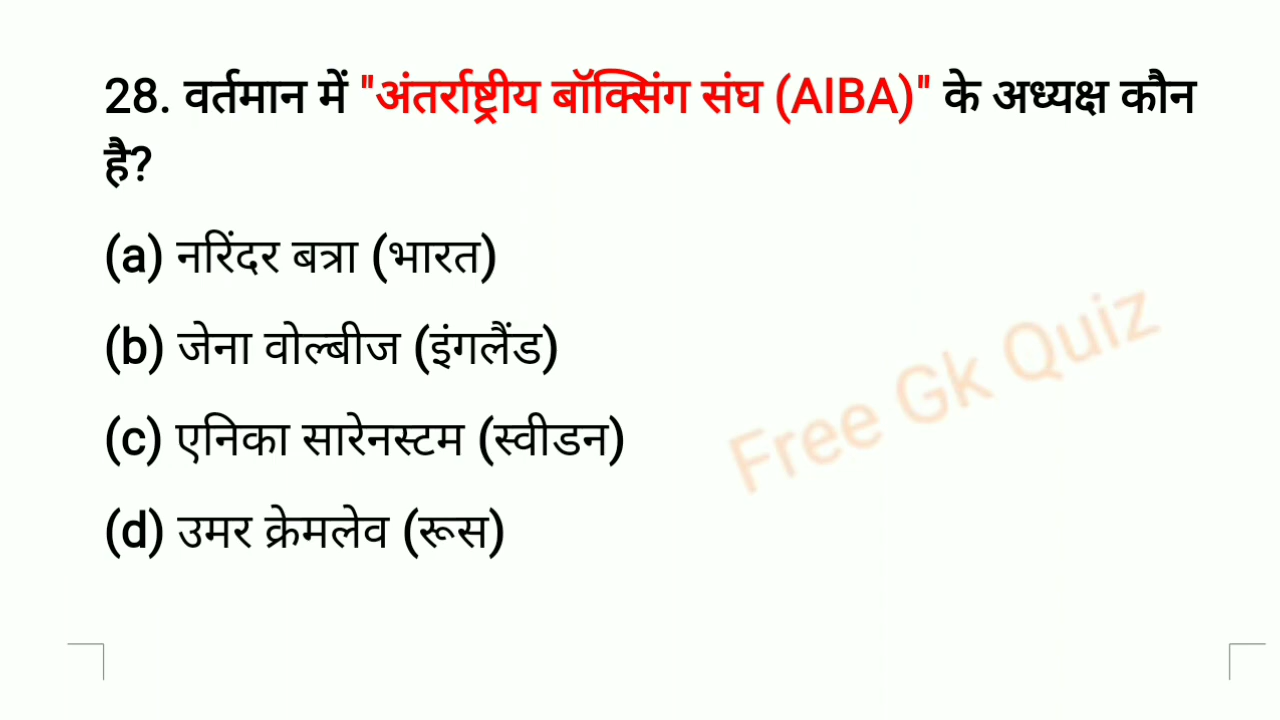 28. वर्तमान में "अंतर्राष्ट्रीय बॉक्सिंग संघ (AIBA)" के अध्यक्ष कौन
है?
(a) नरिंदर बत्रा (भारत)
(b) जेना वोल्बीज (इंगलैंड)
(c) एनिका सारेनस्टम (स्वीडन)
(d) उमर क्रेमलेव (रूस)
Free Gk Quiz